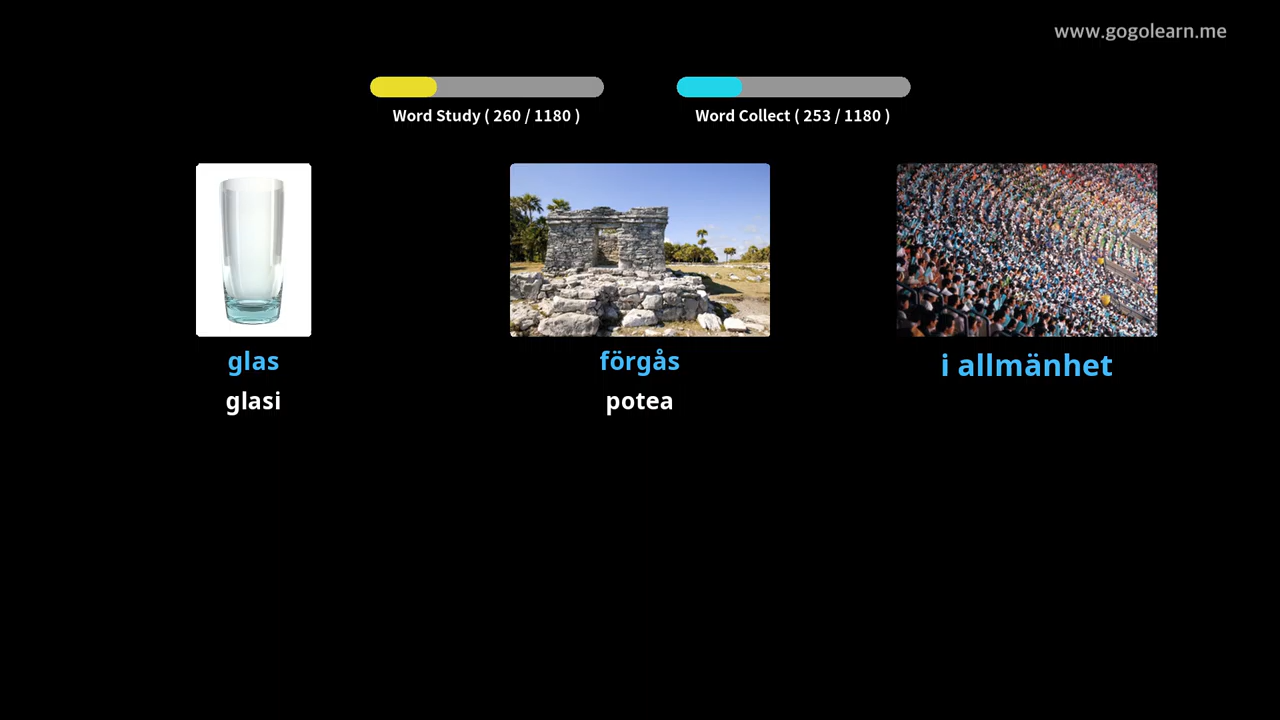 www.gogolearn.me
Word Study ( 260 / 1180 )
Word Collect ( 253 / 1180 )
glas
glasi
förgås
potea
i allmänhet